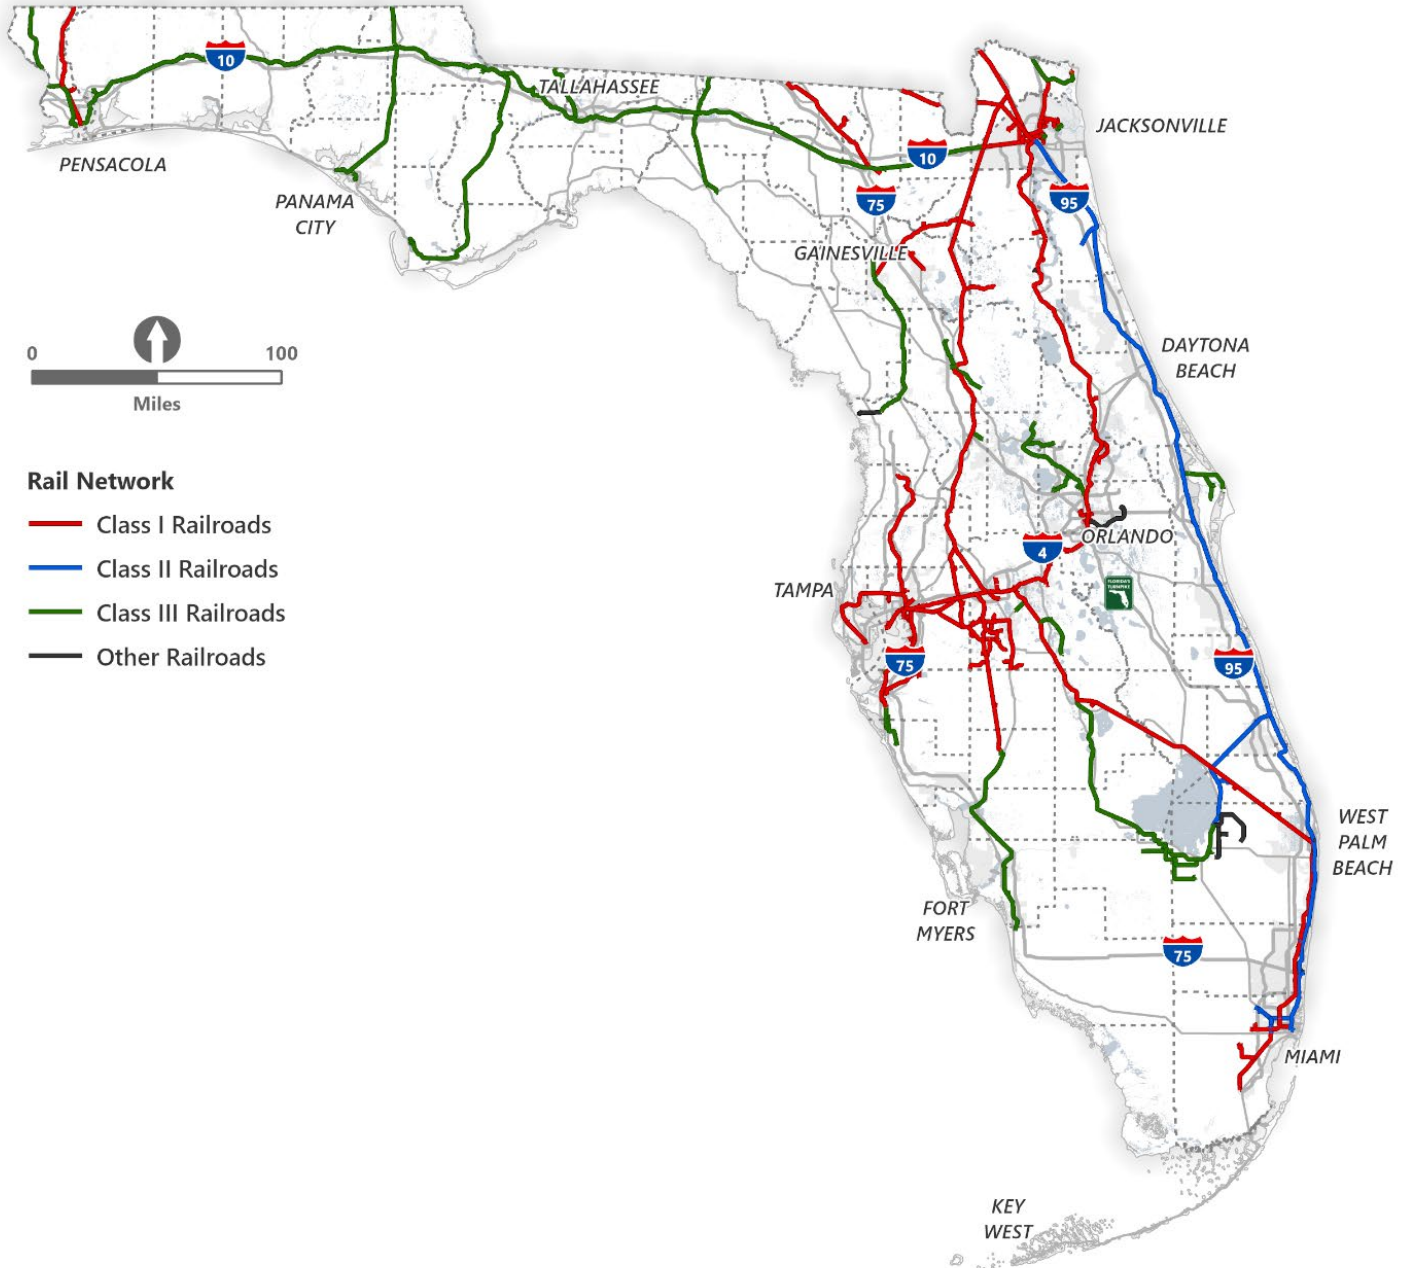 10
TALLAHASSEE
JACKSONVILLE
PENSACOLA
10
PANAMA
CITY
75
95
GAINESVILLE
0
100
Miles
DAYTONA
BEACH
Rail Network
Class I Railroads
Class II Railroads
Class III Railroads
Other Railroads
ORLANDO
4
TAMPA
FLORIDA'S
TURNPIKE
75
95
WEST
PALM
BEACH
FORT
MYERS
75
MIAMI
KEY
WEST